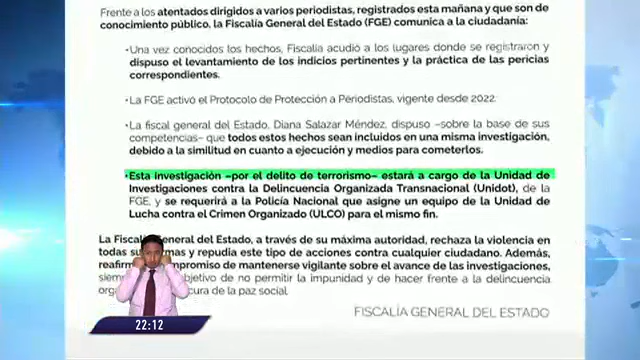 Frente a los atentados dirigidos a varios periodistas, registrados esta mañana y que son de
conocimiento público, la Fiscalía General del Estado (FGE) comunica a la ciudadanía:
• Una vez conocidos los hechos, Fiscalía acudió a los lugares donde se registraron y
dispuso el levantamiento de los indicios pertinentes y la práctica de las pericias
correspondientes.
• La FGE activó el Protocolo de Protección a Periodistas, vigente desde 2022.
• La fiscal general del Estado, Diana Salazar Méndez, dispuso –sobre la base de sus
competencias– que todos estos hechos sean incluidos en una misma investigación,
debido a la similitud en cuanto a ejecución y medios para cometerlos.
• Esta investigación –por el delito de terrorismo– estará a cargo de la Unidad de
Investigaciones contra la Delincuencia Organizada Transnacional (Unidot), de la
FGE, y se requerirá a la Policía Nacional que asigne un equipo de la Unidad de
Lucha contra el Crimen Organizado (ULCO) para el mismo fin.
La Fiscalía General del Estado, a través de su máxima autoridad, rechaza la violencia en
todas su mas y repudia este tipo de acciones contra cualquier ciudadano. Además,
reafirm promiso de mantenerse vigilante sobre el avance de las investigaciones,
siem bjetivo de no permitir la impunidad y de hacer frente a la delincuencia
orga cura de la paz social.
FISCALÍA GENERAL DEL ESTADO
22:12